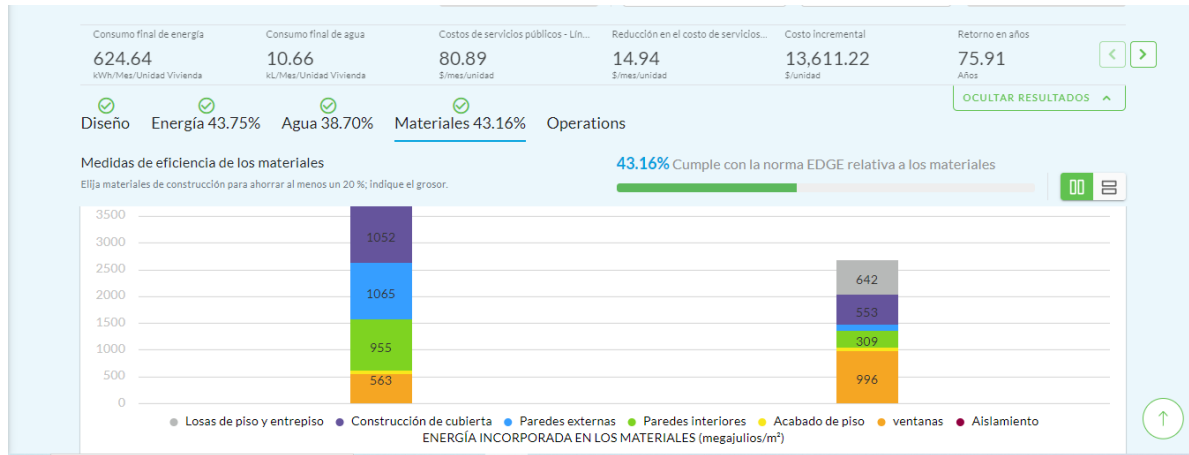 Consumo final de energía
624.64
kWh/Mes/Unidad Vivienda
Consumo final de agua
10.66
kL/Mes/Unidad Vivienda
Costos de servicios públicos - Lín...
80.89
$/mes/unidad
Reducción en el costo de servicios...
14.94
$/mes/unidad
Costo incremental
13,611.22
$/unidad
Retorno en años
75.91
Años
OCULTAR RESULTADOS
Diseño
Energía 43.75%
Agua 38.70%
Materiales 43.16%
Operations
Medidas de eficiencia de los materiales
Elija materiales de construcción para ahorrar al menos un 20 %; indique el grosor.
43.16% Cumple con la norma EDGE relativa a los materiales
3500
3000
2500
2000
1500
1000
500
0
1052
1065
955
563
642
553
309
996
Losas de piso y entrepiso
Construcción de cubierta
Paredes externas
Paredes interiores
Acabado de piso
ventanas
Aislamiento
ENERGÍA INCORPORADA EN LOS MATERIALES (megajulios/m²)